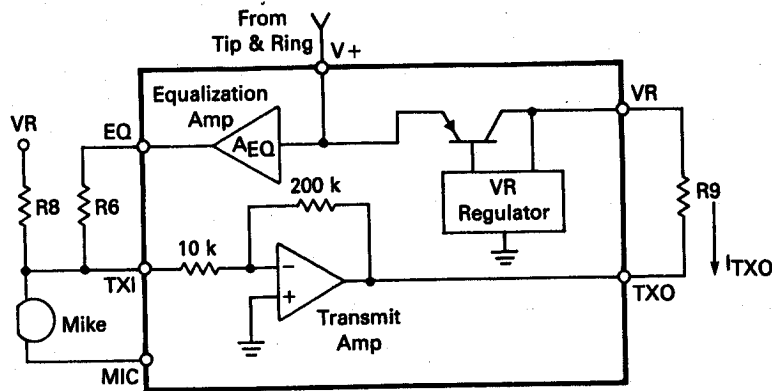 From
Tip & Ring
V+
Equalization
Amp
VR
EQ
AEQ
VR
R8
R6
200 k
VR
Regulator
R9
10 k
ITXO
TXI
−
+
TXO
Mike
Transmit
Amp
MIC